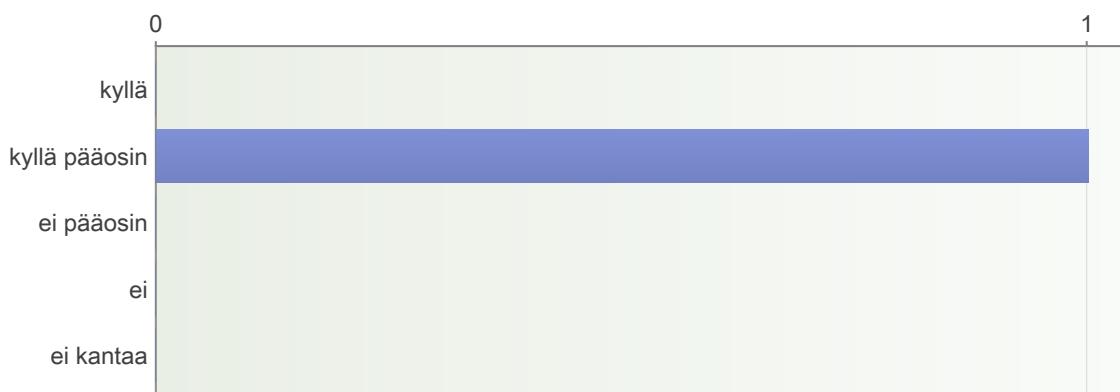 0 1
kyllä
kyllä pääosin
ei pääosin
ei
ei kantaa